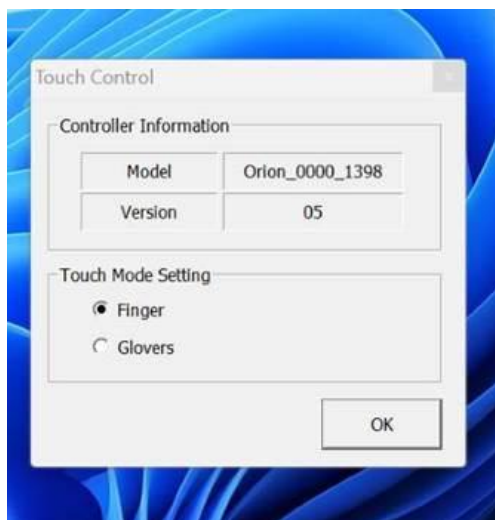 Touch Control
Controller Information
Model Orion_0000_1398
Version 05
Touch Mode Setting
Finger
Glovers
OK